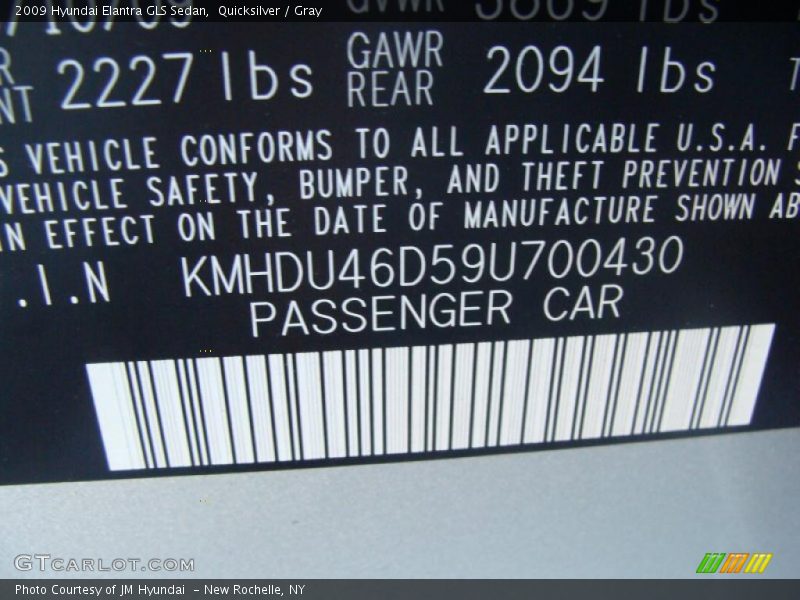 2009 Hyundai Elantra GLS Sedan, Quicksilver / Gray
lbs
2227 lbs GAWR REAR 2094 lbs
VEHICLE CONFORMS TO ALL APPLICABLE U.S.A.
VEHICLE SAFETY, BUMPER, AND THEFT PREVENTION
IN EFFECT ON THE DATE OF MANUFACTURE SHOWN
.I.N KMHDU46D59U700430
PASSENGER CAR
GTCARLOT.COM
Photo Courtesy of JM Hyundai - New Rochelle, NY